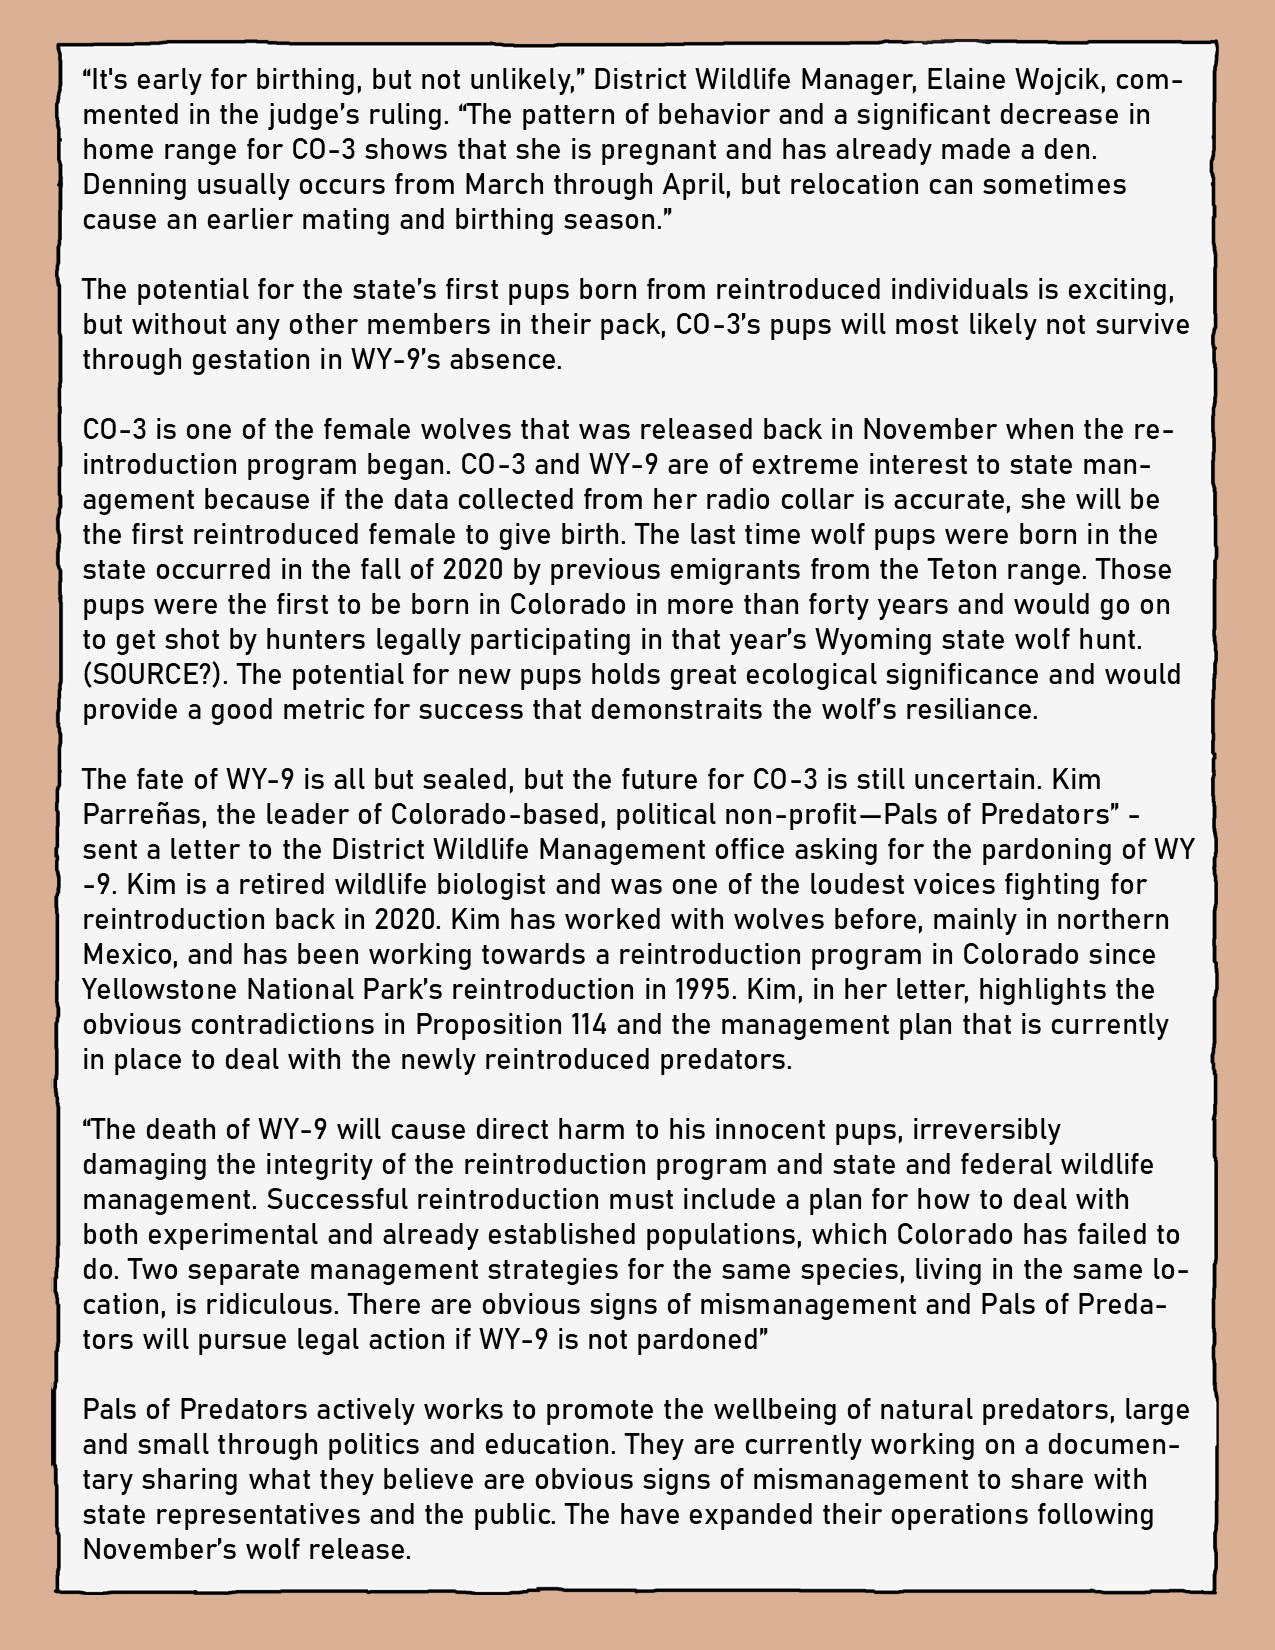 “It's early for birthing, but not unlikely,” District Wildlife Manager, Elaine Wojcik, com-
mented in the judge’s ruling. “The pattern of behavior and a significant decrease in
home range for CO-3 shows that she is pregnant and has already made a den.
Denning usually occurs from March through April, but relocation can sometimes
cause an earlier mating and birthing season.”
The potential for the state’s first pups born from reintroduced individuals is exciting,
but without any other members in their pack, CO-3’s pups will most likely not survive
through gestation in WY-9’s absence.
CO-3 is one of the female wolves that was released back in November when the re-
introduction program began. CO-3 and WY-9 are of extreme interest to state man-
agement because if the data collected from her radio collar is accurate, she will be
the first reintroduced female to give birth. The last time wolf pups were born in the
state occurred in the fall of 2020 by previous emigrants from the Teton range. Those
pups were the first to be born in Colorado in more than forty years and would go on
to get shot by hunters legally participating in that year’s Wyoming state wolf hunt.
(SOURCE?). The potential for new pups holds great ecological significance and would
provide a good metric for success that demonstraits the wolf’s resiliance.
The fate of WY-9 is all but sealed, but the future for CO-3 is still uncertain. Kim
Parreñas, the leader of Colorado-based, political non-profit—Pals of Predators” -
sent a letter to the District Wildlife Management office asking for the pardoning of WY
-9. Kim is a retired wildlife biologist and was one of the loudest voices fighting for
reintroduction back in 2020. Kim has worked with wolves before, mainly in northern
Mexico, and has been working towards a reintroduction program in Colorado since
Yellowstone National Park’s reintroduction in 1995. Kim, in her letter, highlights the
obvious contradictions in Proposition 114 and the management plan that is currently
in place to deal with the newly reintroduced predators.
“The death of WY-9 will cause direct harm to his innocent pups, irreversibly
damaging the integrity of the reintroduction program and state and federal wildlife
management. Successful reintroduction must include a plan for how to deal with
both experimental and already established populations, which Colorado has failed to
do. Two separate management strategies for the same species, living in the same lo-
cation, is ridiculous. There are obvious signs of mismanagement and Pals of Preda-
tors will pursue legal action if WY-9 is not pardoned”
Pals of Predators actively works to promote the wellbeing of natural predators, large
and small through politics and education. They are currently working on a documen-
tary sharing what they believe are obvious signs of mismanagement to share with
state representatives and the public. The have expanded their operations following
November’s wolf release.